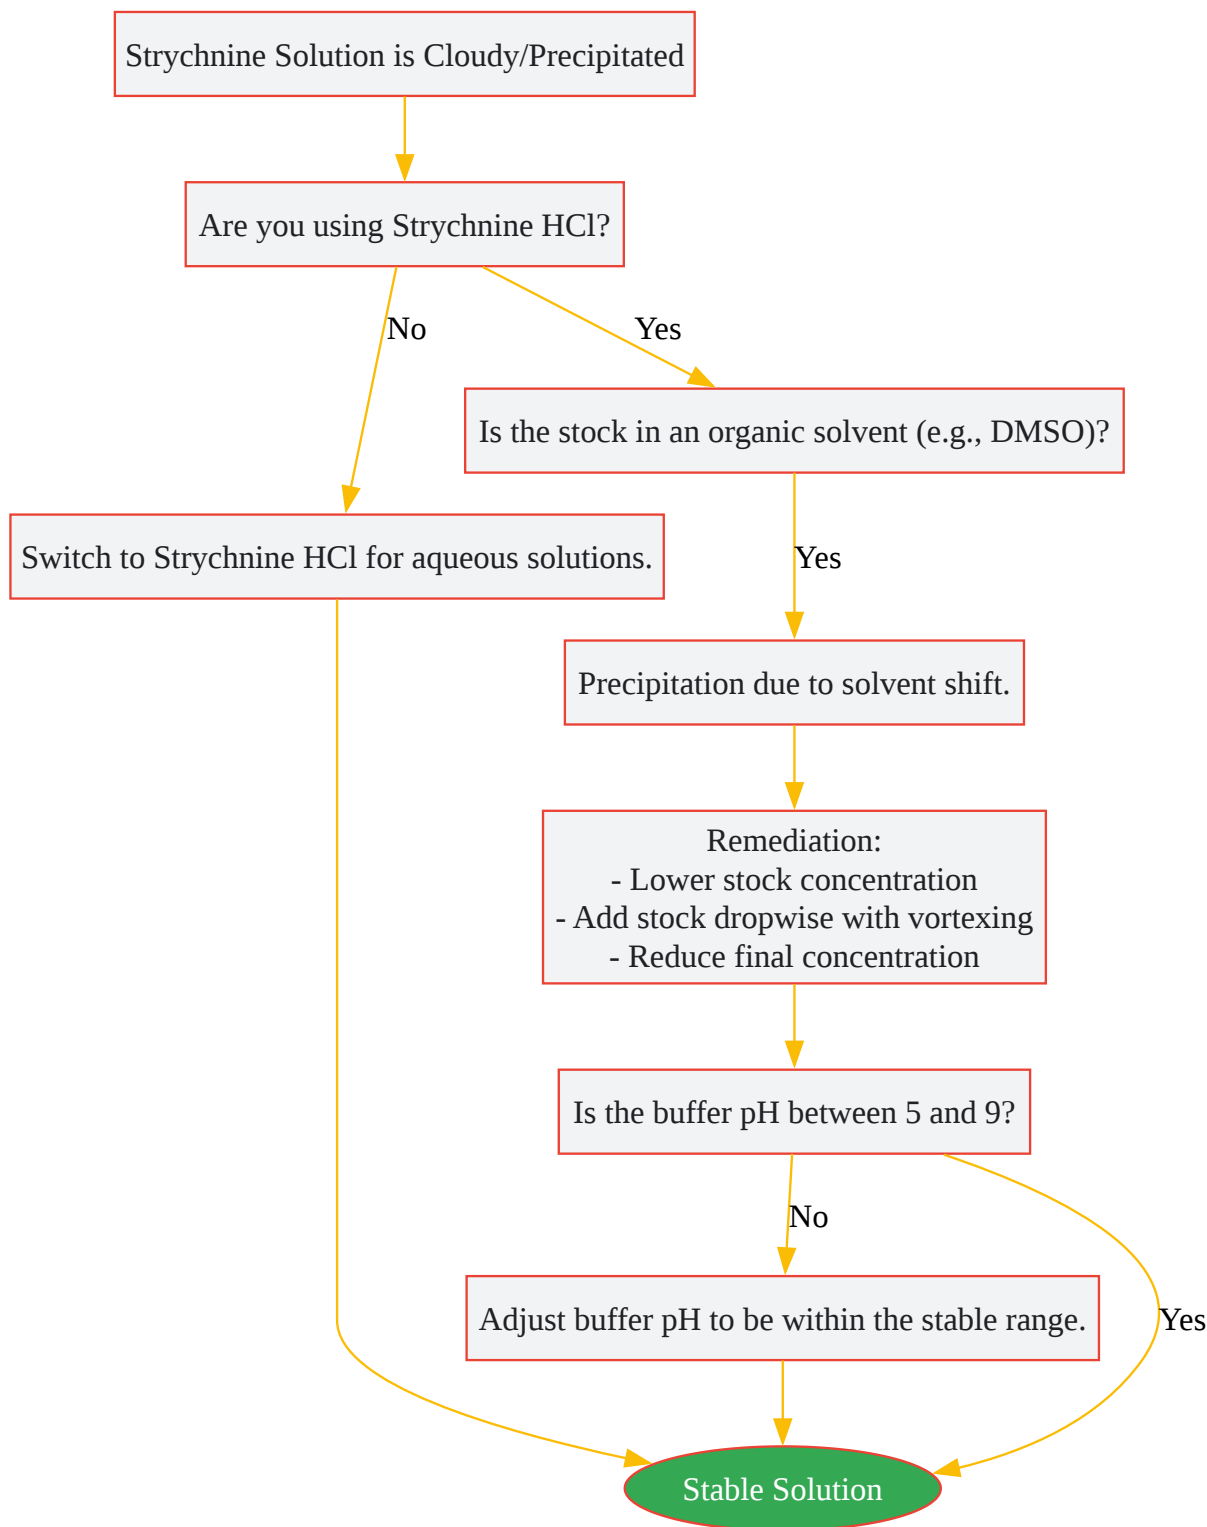 Strychnine Solution is Cloudy/Precipitated
Are you using Strychnine HCl?
No
Yes
Is the stock in an organic solvent (e.g., DMSO)?
Switch to Strychnine HCl for aqueous solutions.
Yes
Precipitation due to solvent shift.
Remediation:
- Lower stock concentration
- Add stock dropwise with vortexing
- Reduce final concentration
Is the buffer pH between 5 and 9?
No
Adjust buffer pH to be within the stable range.
Yes
Stable Solution